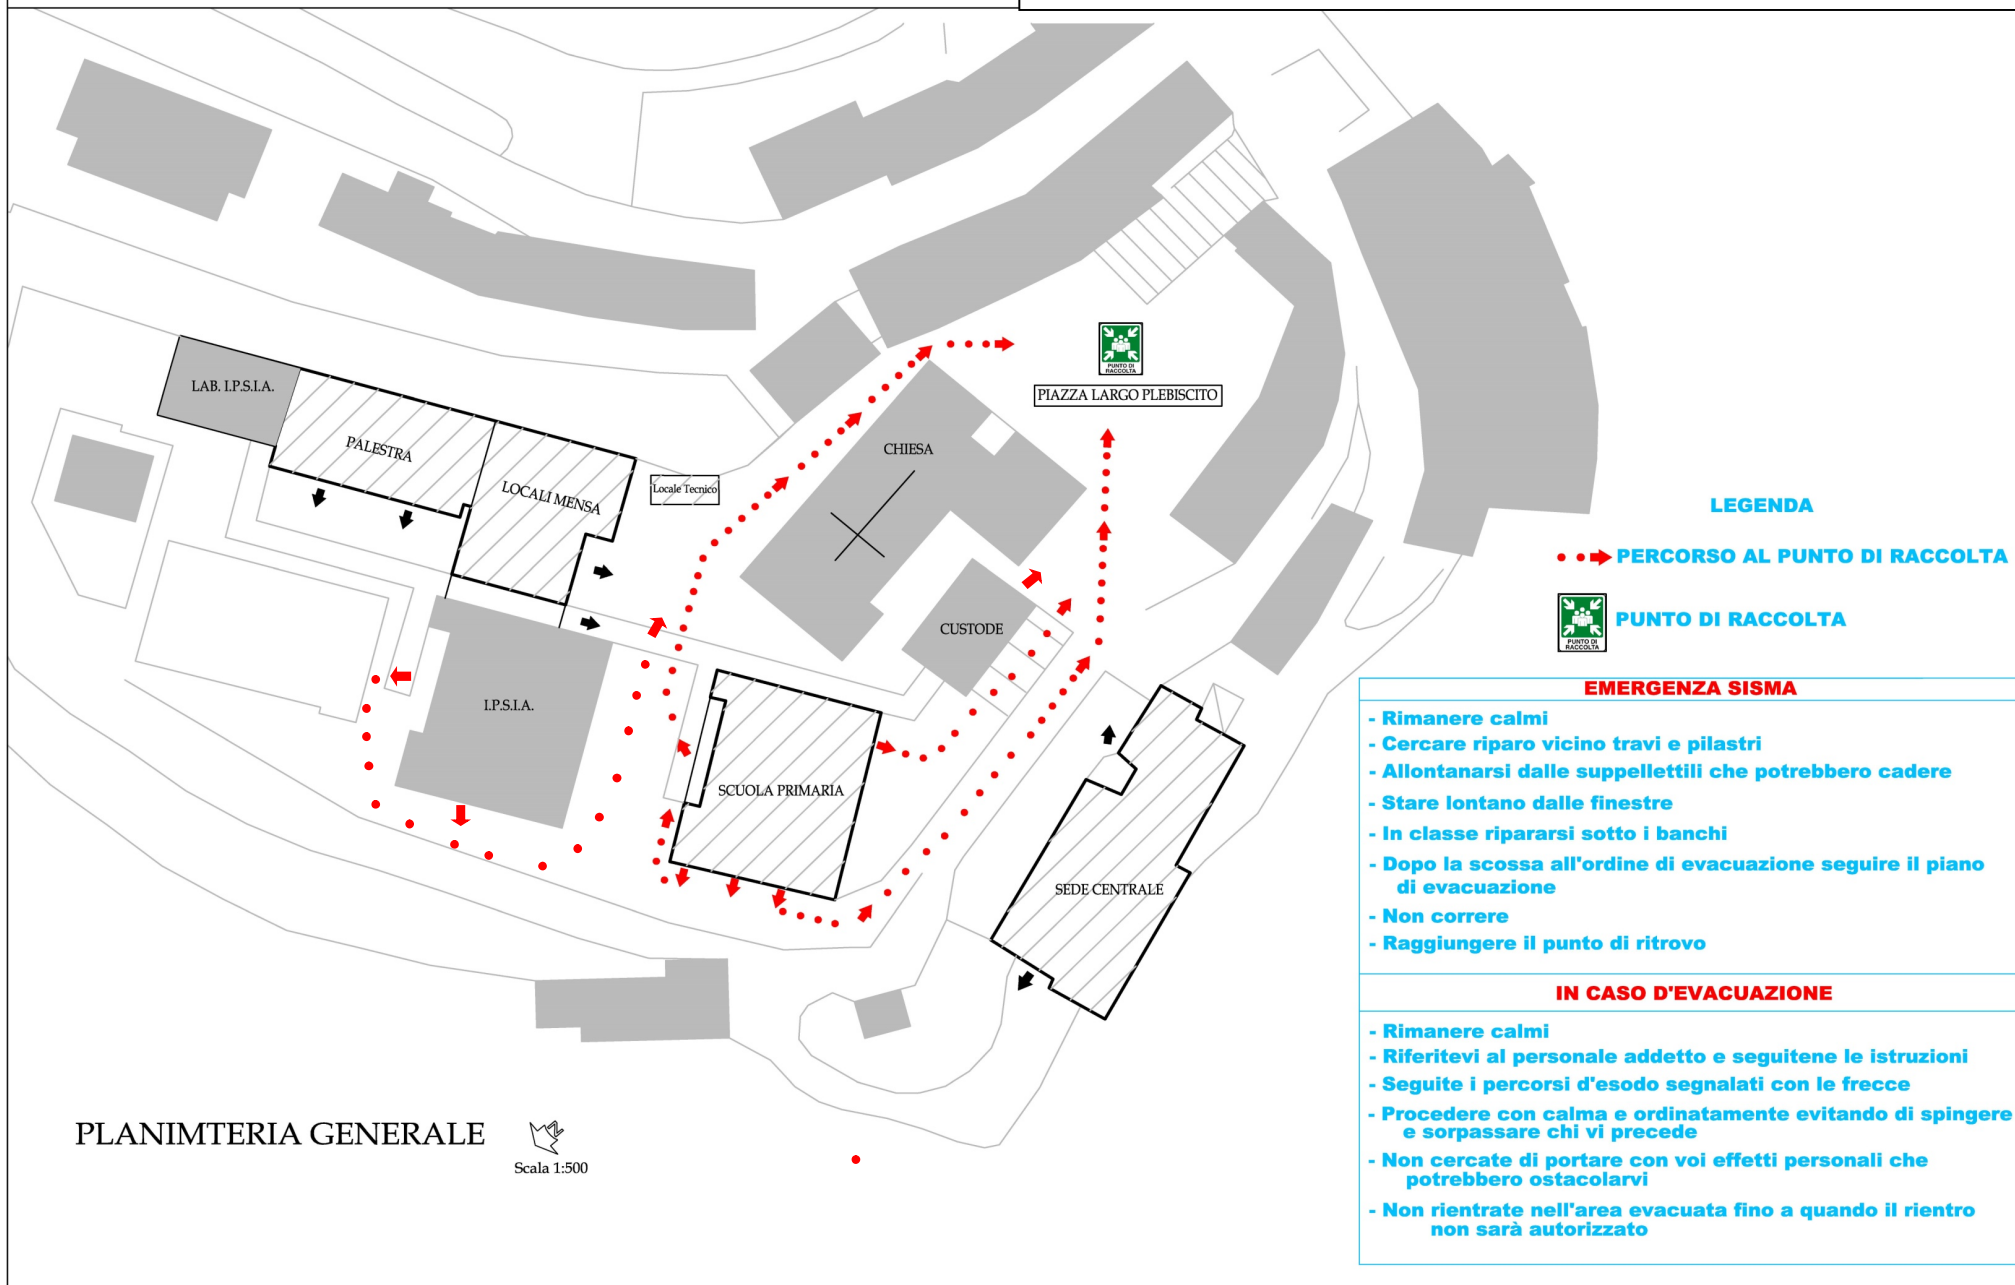 PUNTO DI
RACCOLTA
PIAZZA LARGO PLEBISCITO
LAB. I.P.S.I.A.
PALESTRA
LOCALI MENSA
Locale Tecnico
CHIESA
CUSTODE
I.P.S.I.A.
SCUOLA PRIMARIA
SEDE CENTRALE
PLANIMTERIA GENERALE
Scala 1:500
LEGENDA
PERCORSO AL PUNTO DI RACCOLTA
PUNTO DI
RACCOLTA
PUNTO DI RACCOLTA
EMERGENZA SISMA
- Rimanere calmi
- Cercare riparo vicino travi e pilastri
- Allontanarsi dalle suppellettili che potrebbero cadere
- Stare lontano dalle finestre
- In classe ripararsi sotto i banchi
- Dopo la scossa all'ordine di evacuazione seguire il piano
di evacuazione
- Non correre
- Raggiungere il punto di ritrovo
IN CASO D'EVACUAZIONE
- Rimanere calmi
- Riferitevi al personale addetto e seguitene le istruzioni
- Seguite i percorsi d'esodo segnalati con le frecce
- Procedere con calma e ordinatamente evitando di spingere
e sorpassare chi vi precede
- Non cercate di portare con voi effetti personali che
potrebbero ostacolarvi
- Non rientrate nell'area evacuata fino a quando il rientro
non sarà autorizzato